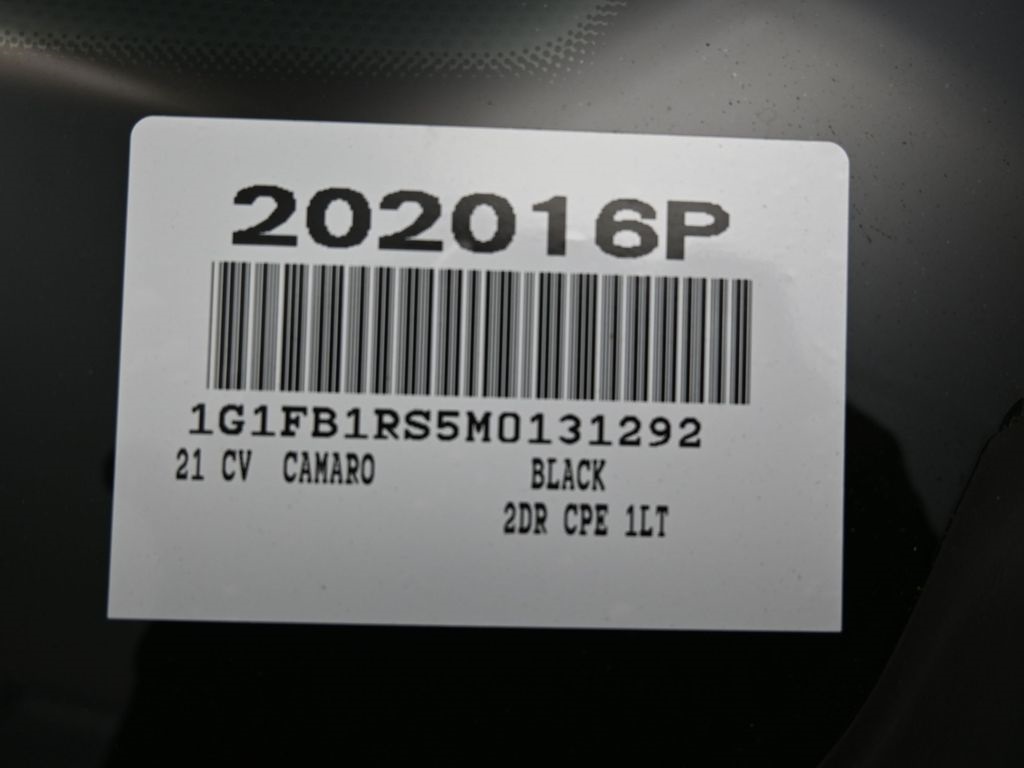 202016P
1G1FB1RS5M0131292
21 CV CAMARO BLACK
2DR CPE 1LT